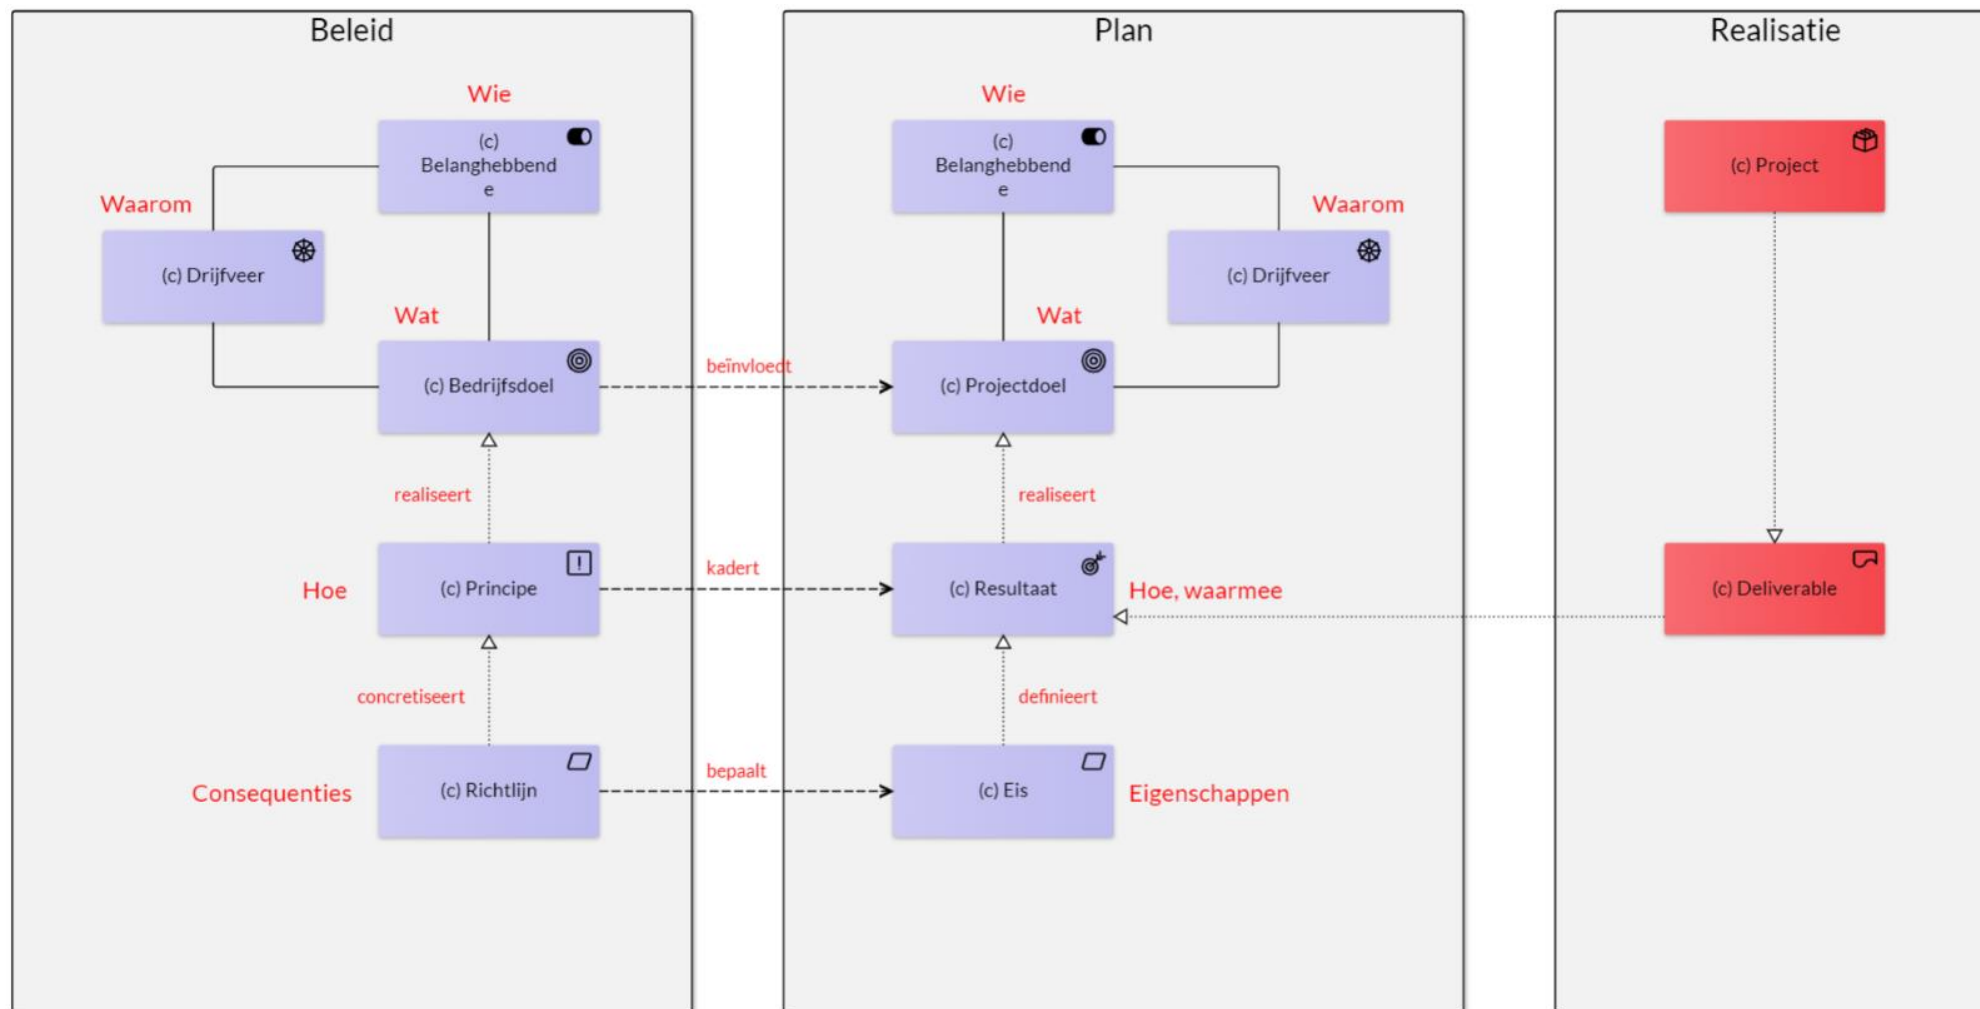 Beleid
Wie
(c)
Belanghebbend
e
Waarom
(c) Drijfveer
Wat
(c) Bedrijfsdoel
realiseert
Hoe
(c) Principe
concretiseert
Consequenties
(c) Richtlijn
beïnvloedt
kadert
bepaalt
Plan
Wie
(c)
Belanghebbend
e
Waarom
(c) Drijfveer
Wat
(c) Projectdoel
realiseert
(c) Resultaat
Hoe, waarmee
definieert
(c) Eis
Eigenschappen
Realisatie
(c) Project
(c) Deliverable